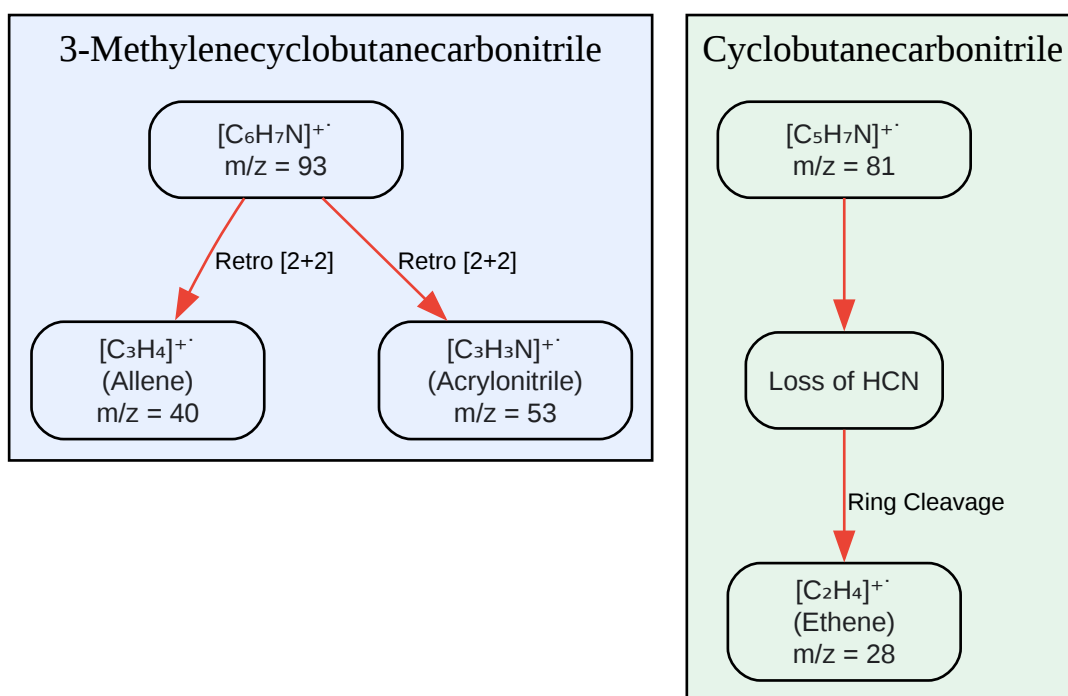 3-Methylenecyclobutanecarbonitrile
[C₆H₇N]⁺˙
m/z = 93
Retro [2+2]
Retro [2+2]
[C₃H₄]⁺˙
(Allene)
m/z = 40
[C₃H₃N]⁺˙
(Acrylonitrile)
m/z = 53
Cyclobutanecarbonitrile
[C₅H₇N]⁺˙
m/z = 81
Loss of HCN
Ring Cleavage
[C₂H₄]⁺˙
(Ethene)
m/z = 28